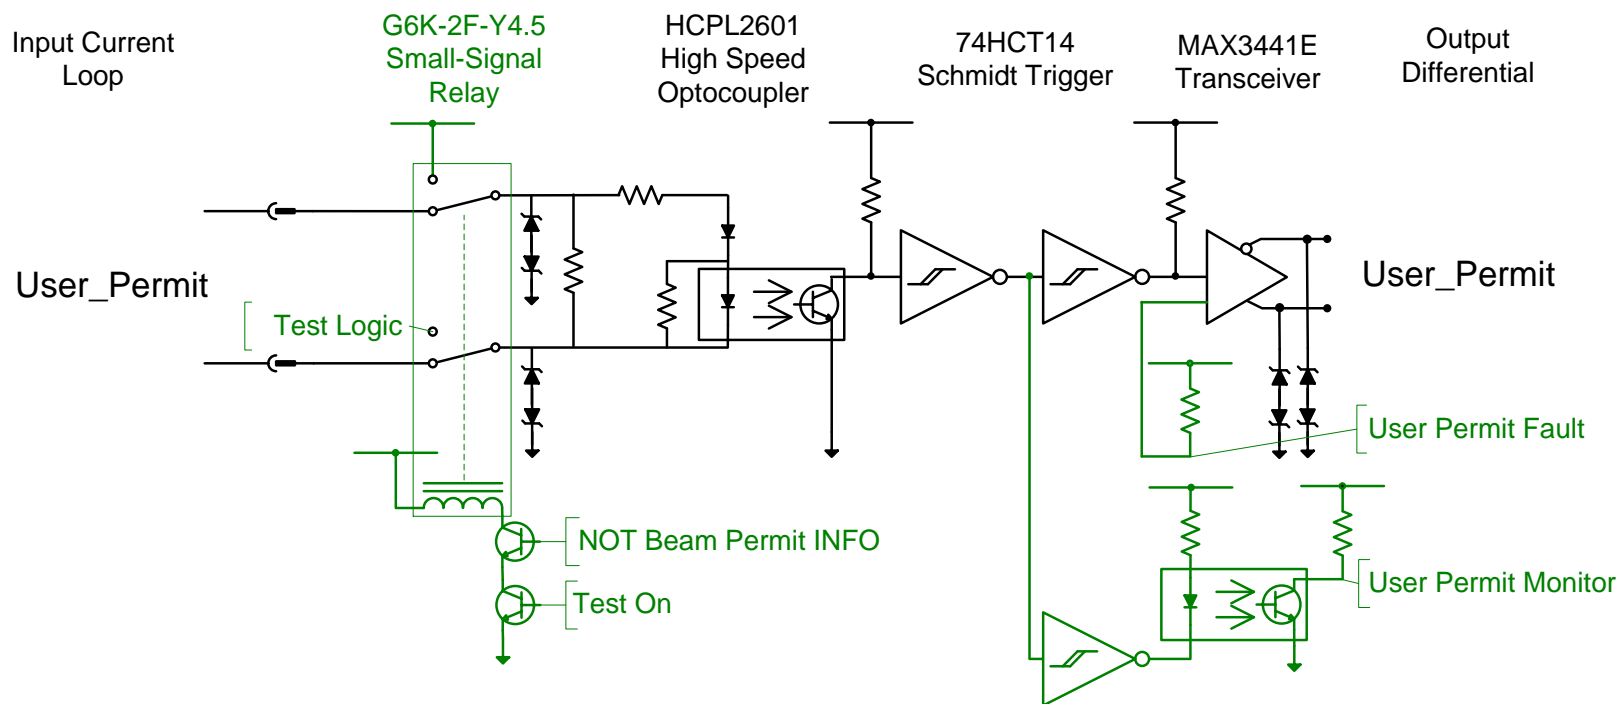 Input Current
Loop
G6K-2F-Y4.5
Small-Signal
Relay
HCPL2601
High Speed
Optocoupler
74HCT14
Schmidt Trigger
MAX3441E
Transceiver
Output
Differential
User_Permit
User_Permit
Test Logic
User Permit Fault
NOT Beam Permit INFO
User Permit Monitor
Test On